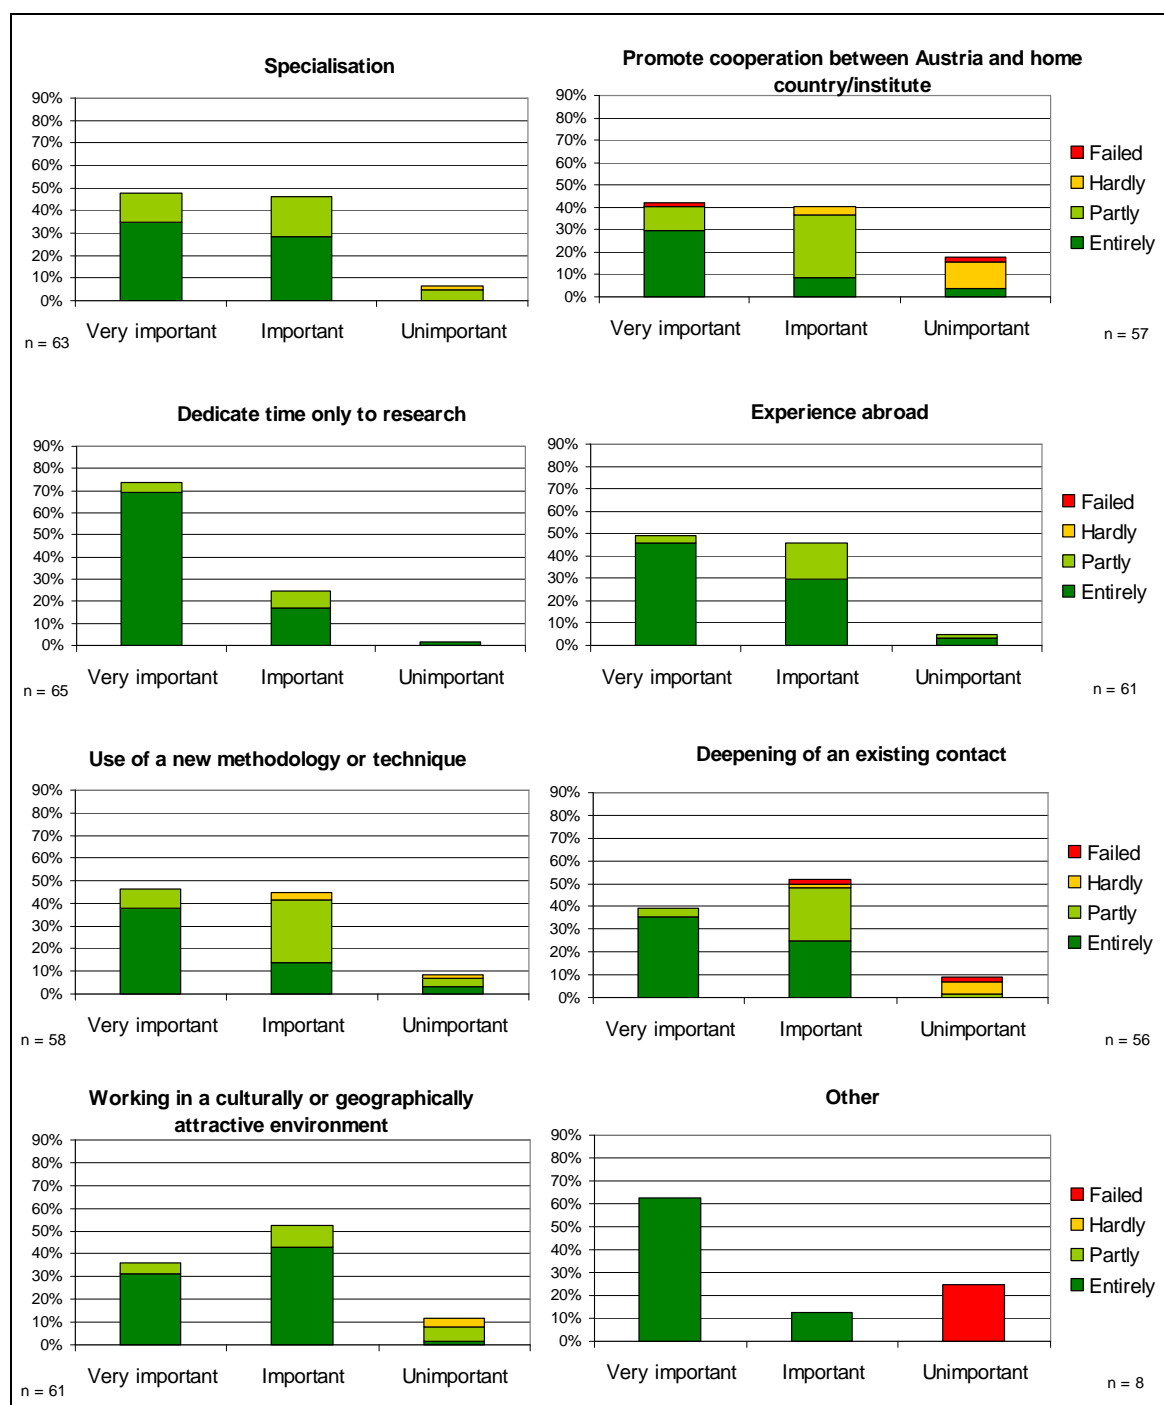 Specialisation
90%
80%
70%
60%
50%
40%
30%
20%
10%
0%
Very important
Important
Unimportant
n = 63
Promote cooperation between Austria and home
country/institute
90%
80%
70%
60%
50%
40%
30%
20%
10%
0%
Very important
Important
Unimportant
Failed
Hardly
Partly
Entirely
n = 57
Dedicate time only to research
90%
80%
70%
60%
50%
40%
30%
20%
10%
0%
Very important
Important
Unimportant
n = 65
Experience abroad
90%
80%
70%
60%
50%
40%
30%
20%
10%
0%
Very important
Important
Unimportant
Failed
Hardly
Partly
Entirely
n = 61
Use of a new methodology or technique
90%
80%
70%
60%
50%
40%
30%
20%
10%
0%
Very important
Important
Unimportant
n = 58
Deepening of an existing contact
90%
80%
70%
60%
50%
40%
30%
20%
10%
0%
Very important
Important
Unimportant
Failed
Hardly
Partly
Entirely
n = 56
Working in a culturally or geographically
attractive environment
90%
80%
70%
60%
50%
40%
30%
20%
10%
0%
Very important
Important
Unimportant
n = 61
Other
90%
80%
70%
60%
50%
40%
30%
20%
10%
0%
Very important
Important
Unimportant
Failed
Hardly
Partly
Entirely
n = 8